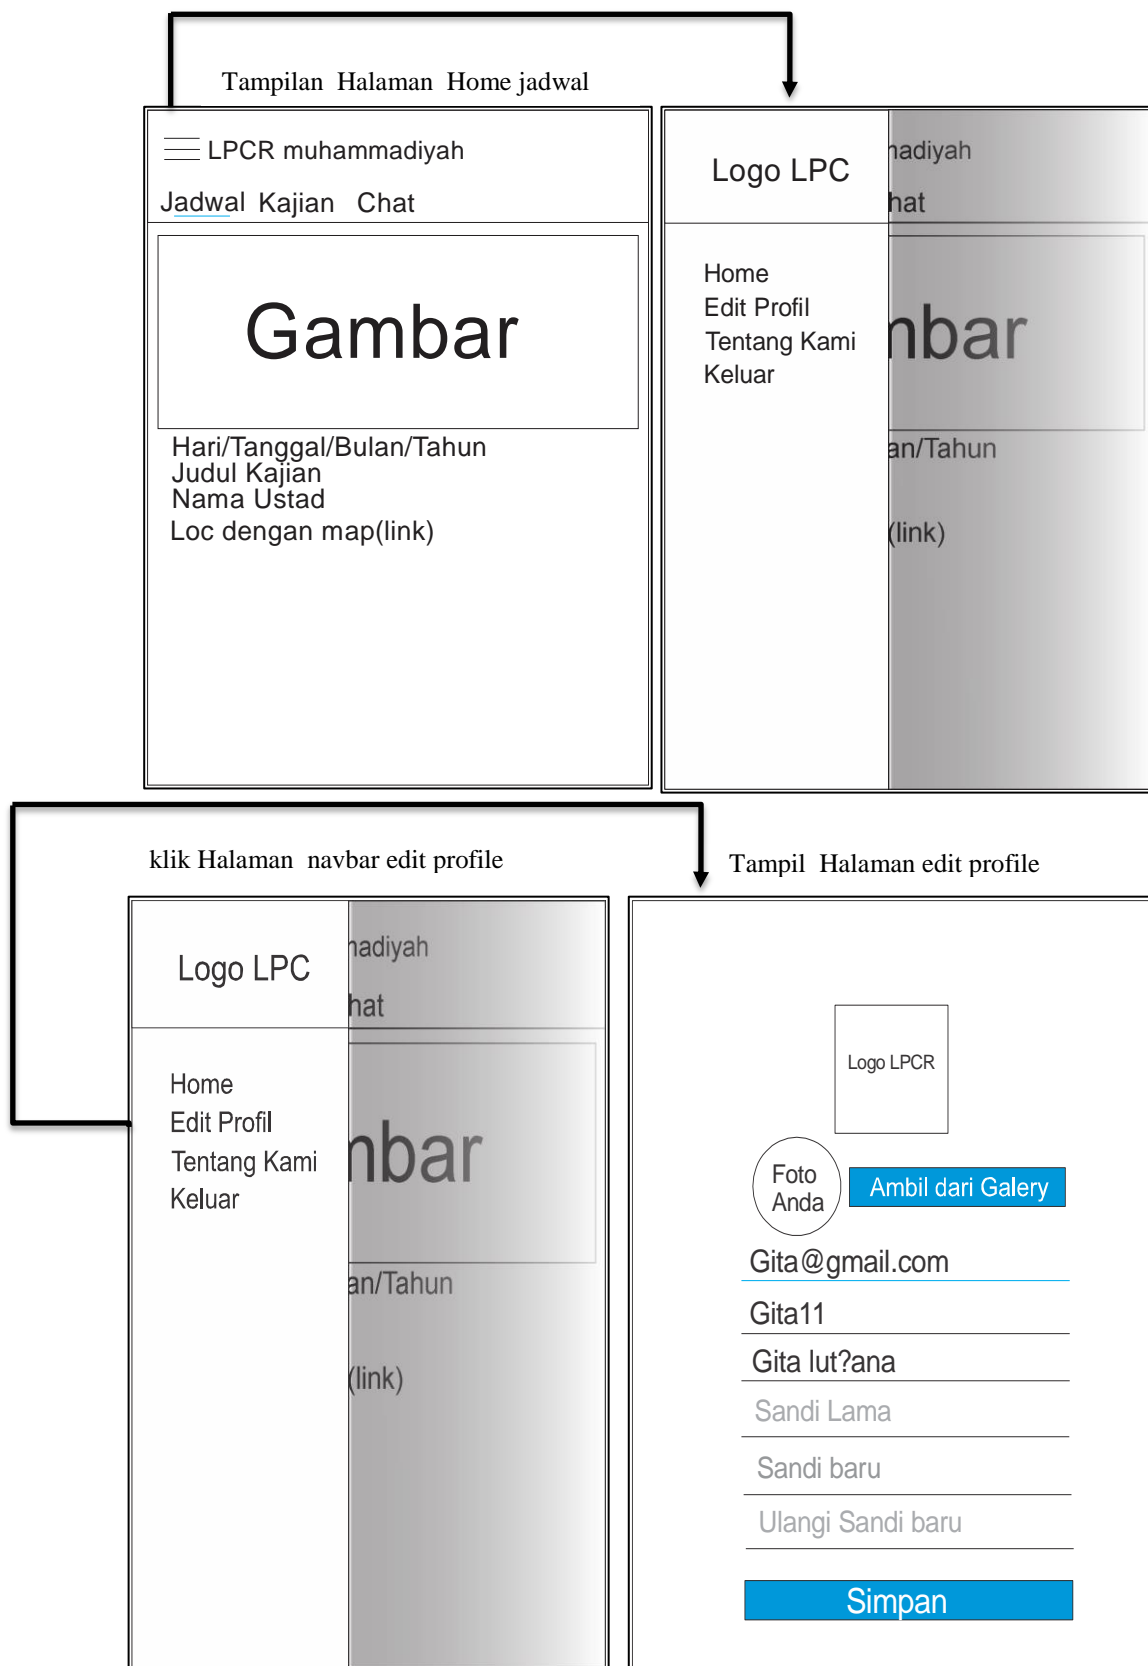 Tampilan Halaman Home jadwal
LPCR muhammadiyah
Jadwal Kajian Chat
Gambar
Hari/Tanggal/Bulan/Tahun
Judul Kajian
Nama Ustad
Loc dengan map(link)
Logo LPC
Home
Edit Profil
Tentang Kami
Keluar
nadiyah
hat
nbar
an/Tahun
(link)
klik Halaman navbar edit profile
Logo LPC
Home
Edit Profil
Tentang Kami
Keluar
nadiyah
hat
nbar
an/Tahun
(link)
Tampil Halaman edit profile
Logo LPCR
Foto
Anda
Ambil dari Galery
Gita@gmail.com
Gita11
Gita lut?ana
Sandi Lama
Sandi baru
Ulangi Sandi baru
Simpan